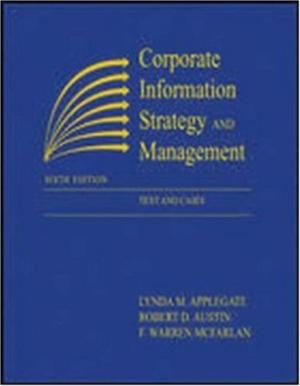 Corporate
Information
Strategy AND
Management
SIXTH EDITION
TEXT AND CASES
LYNDA M. APPLEGATE
ROBERT D. AUSTIN
F. WARREN MCFARLAN